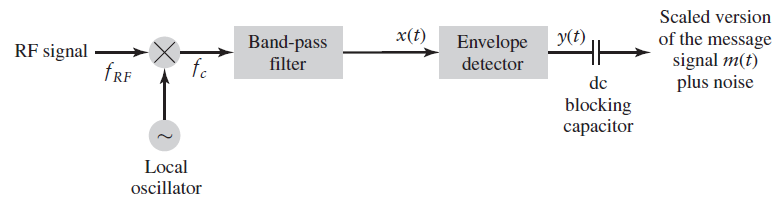 RF signal
f_RF
f_c
Band-pass
filter
x(t)
Envelope
detector
y(t)
dc
blocking
capacitor
Scaled version
of the message
signal m(t)
plus noise
~
Local
oscillator